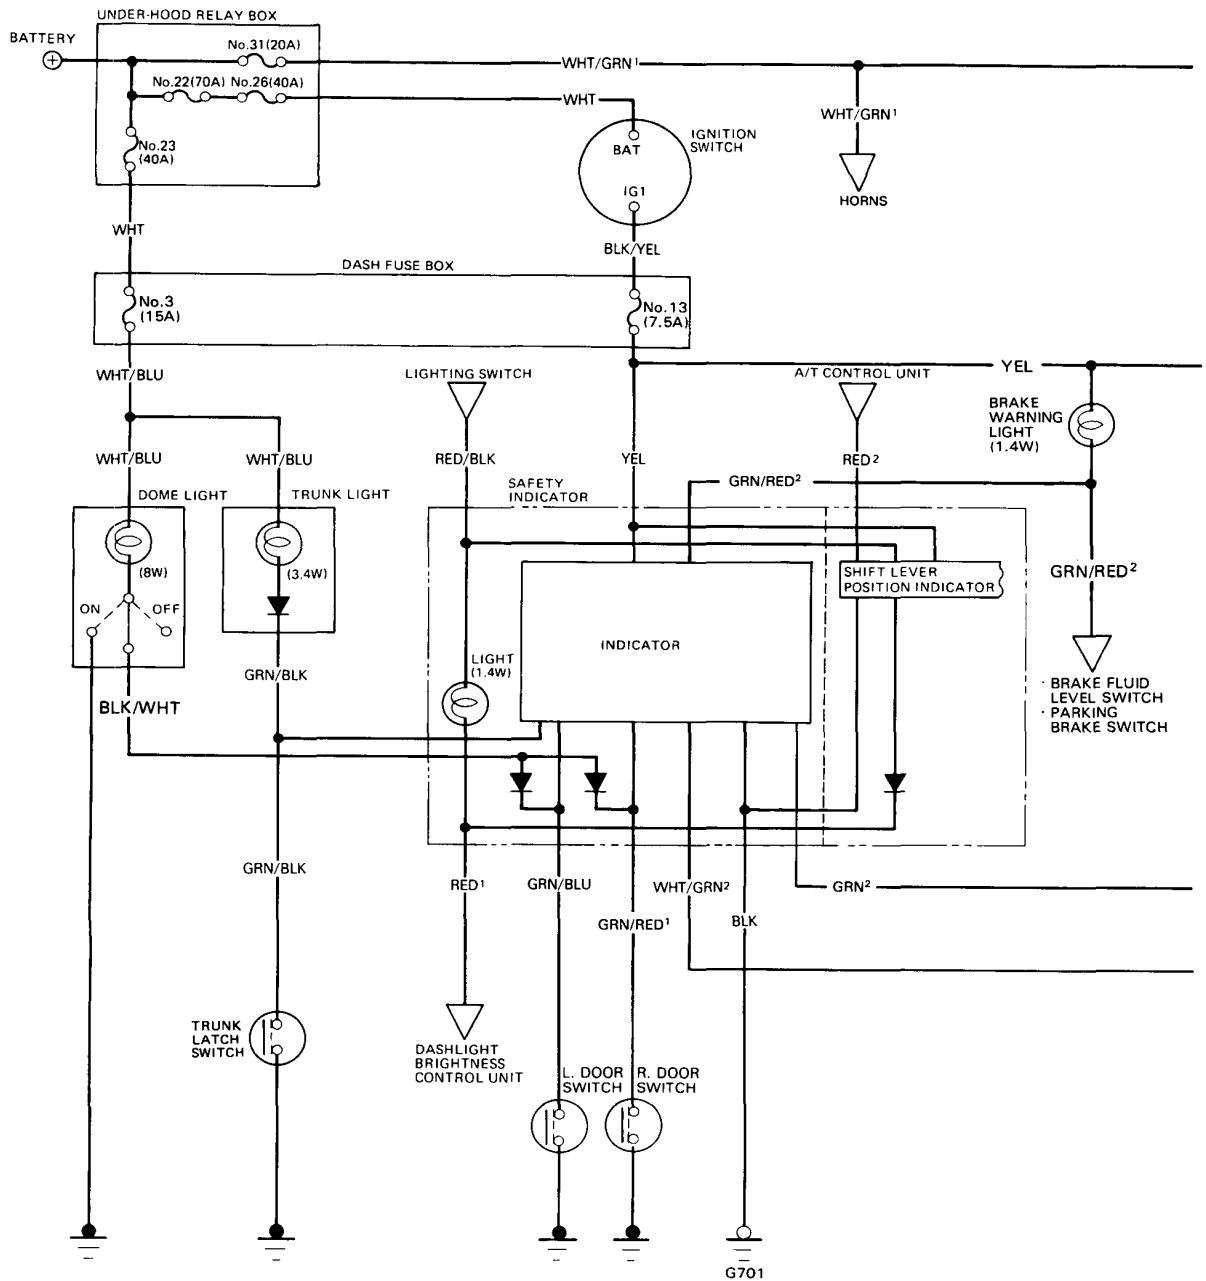 UNDER-HOOD RELAY BOX
BATTERY
No.31(20A)
WHT/GRN¹
No.22(70A) No.26(40A)
WHT
WHT/GRN¹
IGNITION
SWITCH
BAT
No.23
(40A)
IG1
HORNS
WHT
BLK/YEL
DASH FUSE BOX
No.3
(15A)
No.13
(7.5A)
WHT/BLU
LIGHTING SWITCH
A/T CONTROL UNIT
YEL
BRAKE
WARNING
LIGHT
(1.4W)
WHT/BLU
WHT/BLU
RED/BLK
YEL
RED²
SAFETY
INDICATOR
GRN/RED²
DOME LIGHT
TRUNK LIGHT
(8W)
(3.4W)
SHIFT LEVER
POSITION INDICATOR
GRN/RED²
ON
OFF
INDICATOR
LIGHT
(1.4W)
GRN/BLK
· BRAKE FLUID
LEVEL SWITCH
· PARKING
BRAKE SWITCH
BLK/WHT
GRN/BLK
RED¹
GRN/BLU
WHT/GRN²
GRN²
GRN/RED¹
BLK
TRUNK
LATCH
SWITCH
DASHLIGHT
BRIGHTNESS
CONTROL UNIT
L. DOOR
SWITCH
R. DOOR
SWITCH
G701